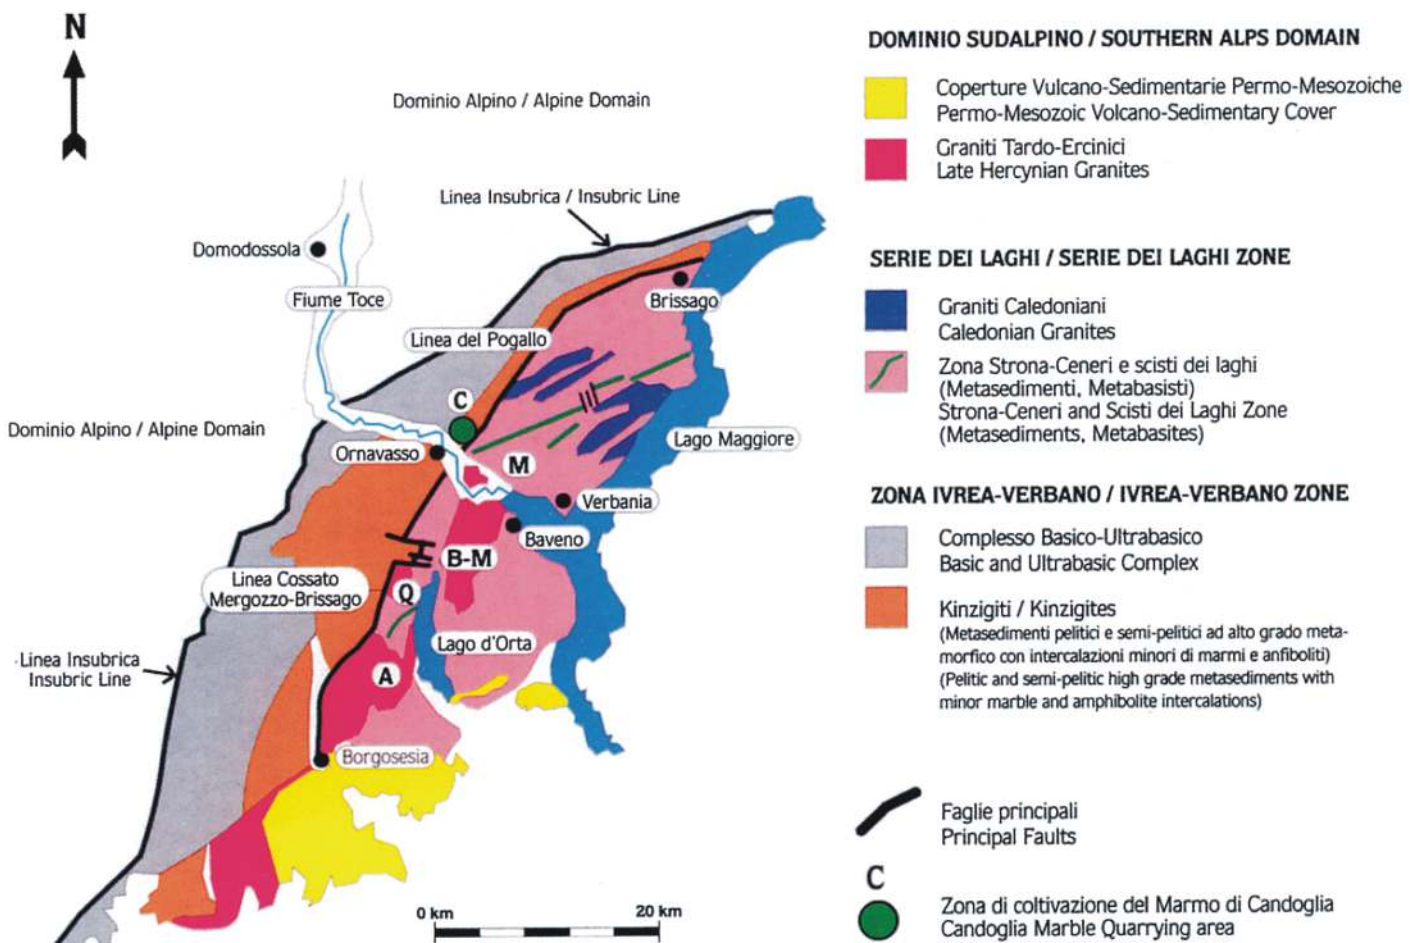 N
Dominio Alpino / Alpine Domain
Linea Insubrica / Insubric Line
Domodossola
Fiume Toce
Brissago
Linea del Pogallo
C
Dominio Alpino / Alpine Domain
Ornavasso
Lago Maggiore
M
Verbania
Baveno
B-M
Linea Cossato
Mergozzo-Brissago
Q
Lago d'Orta
Linea Insubrica
Insubric Line
A
Borgosesia
0 km
20 km
DOMINIO SUDALPINO / SOUTHERN ALPS DOMAIN
Coperture Vulcano-Sedimentarie Permo-Mesozoiche
Permo-Mesozoic Volcano-Sedimentary Cover
Graniti Tardo-Ercinici
Late Hercynian Granites
SERIE DEI LAGHI / SERIE DEI LAGHI ZONE
Graniti Caledoniani
Caledonian Granites
Zona Strona-Ceneri e scisti dei laghi
(Metasedimenti, Metabasisti)
Strona-Ceneri and Scisti dei Laghi Zone
(Metasediments, Metabasites)
ZONA IVREA-VERBANO / IVREA-VERBANO ZONE
Complesso Basico-Ultrabasico
Basic and Ultrabasic Complex
Kinzigiti / Kinzigites
(Metasedimenti pelitici e semi-pelitici ad alto grado meta-
morfico con intercalazioni minori di marmi e anfiboliti)
(Pelitic and semi-pelitic high grade metasediments with
minor marble and amphibolite intercalations)
Faglie principali
Principal Faults
C
Zona di coltivazione del Marmo di Candoglia
Candoglia Marble Quarrying area